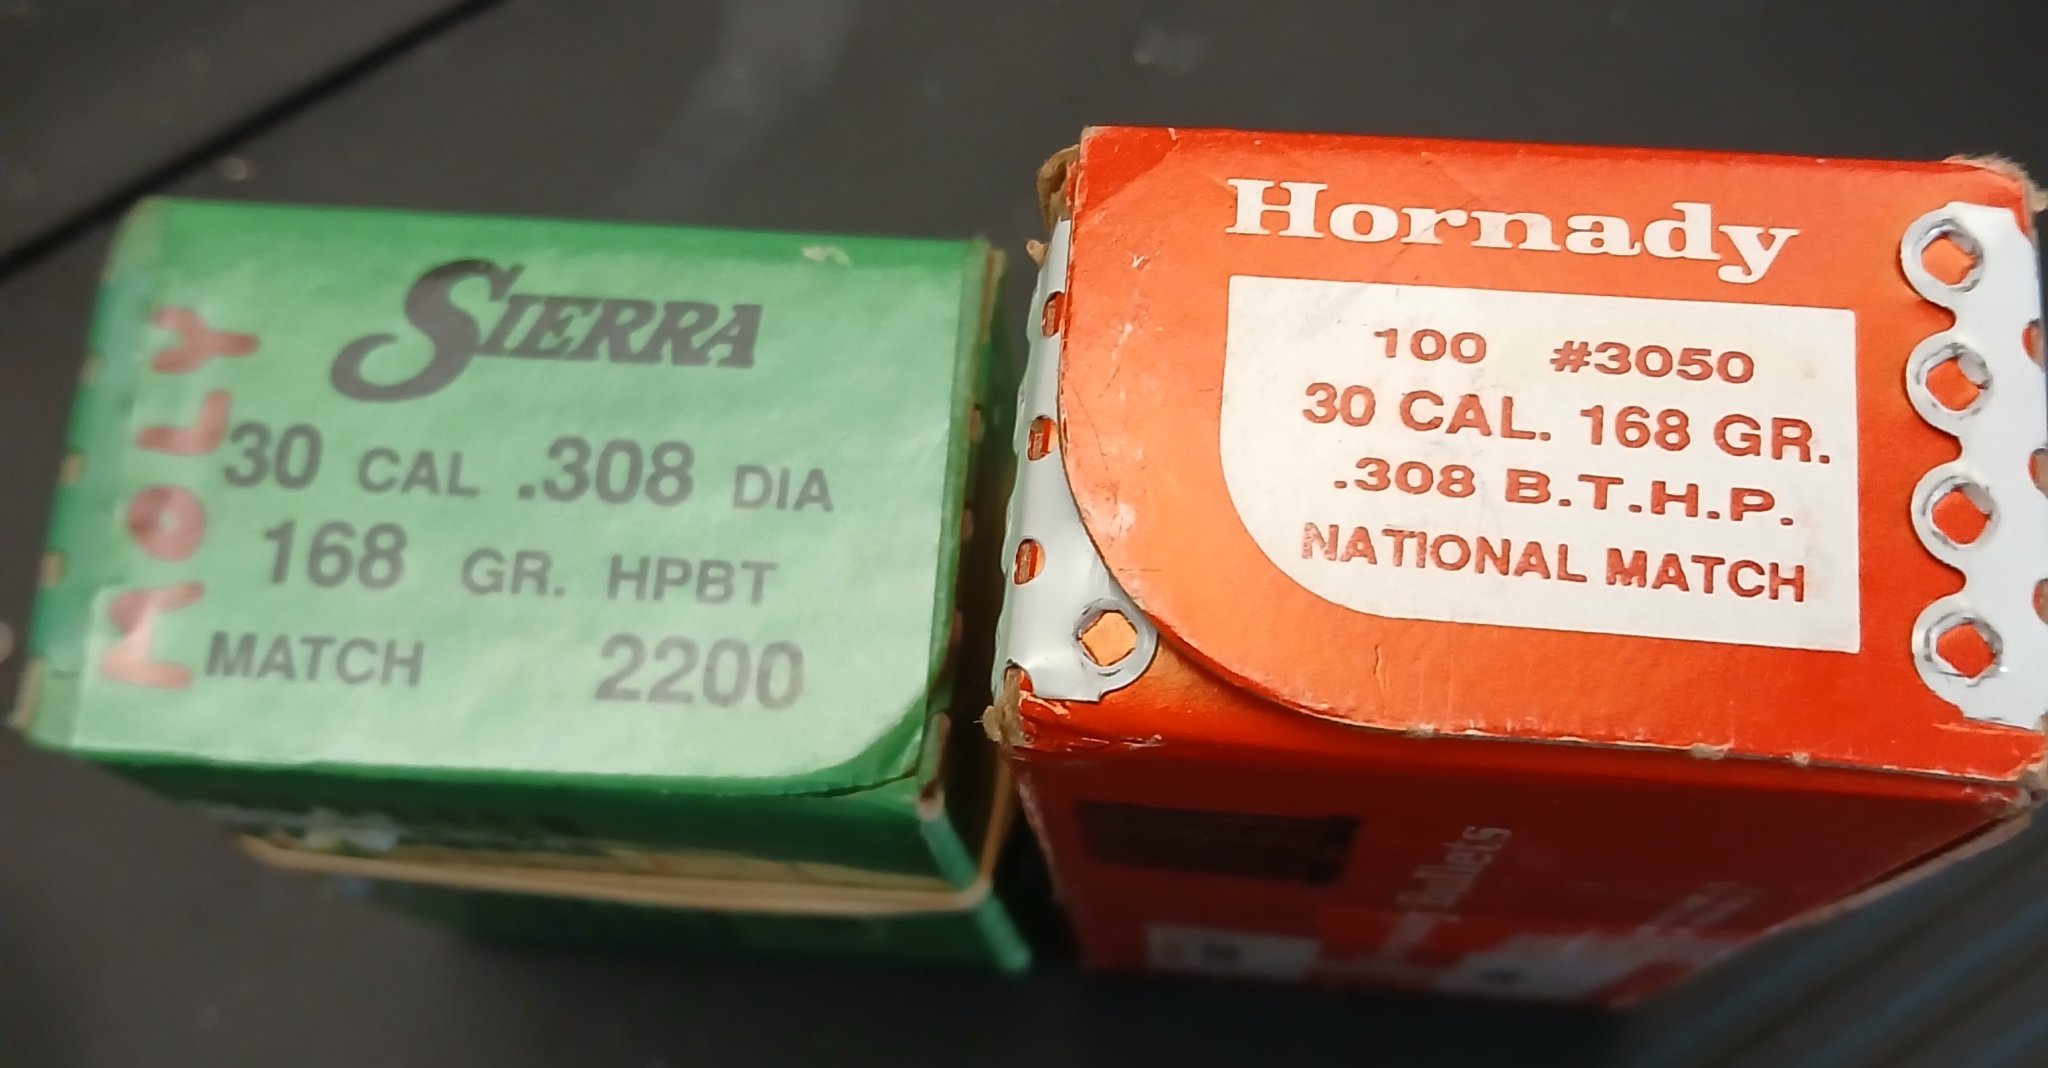 SIERRA
30 CAL .308 DIA
168 GR. HPBT
MATCH 2200
MOLY
Hornady
100 #3050
30 CAL. 168 GR.
.308 B.T.H.P.
NATIONAL MATCH
Bullets